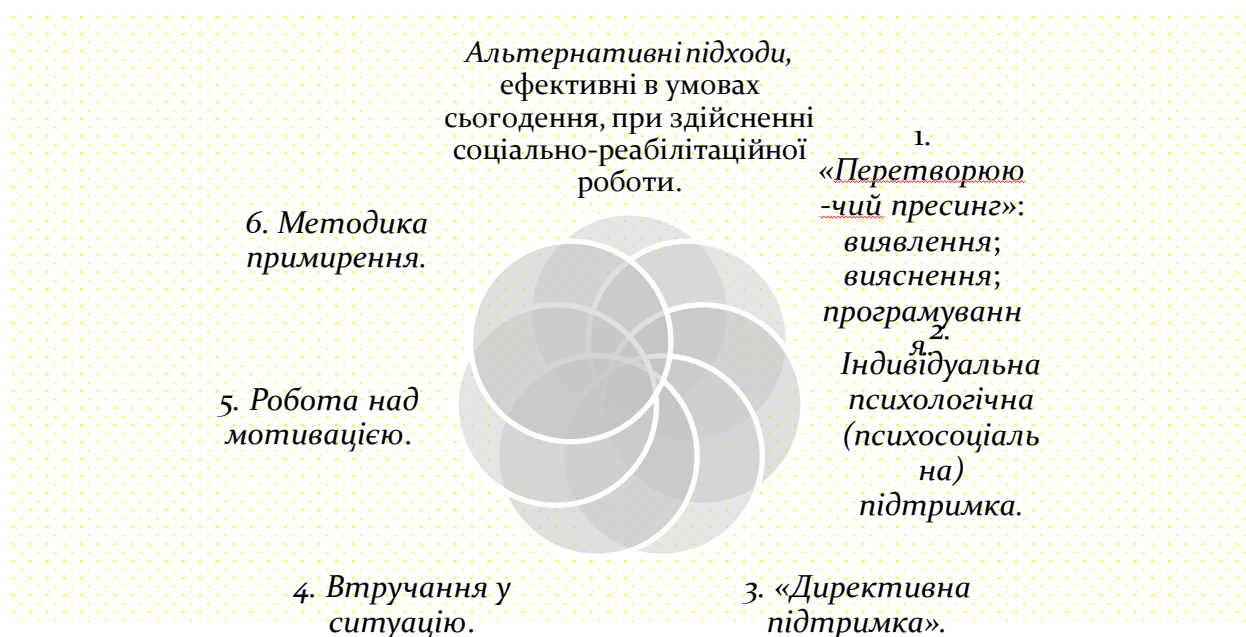 Альтернативні підходи,
ефективні в умовах
сьогодення, при здійсненні
соціально-реабілітаційної
роботи.
1.
«Перетворюю
-чий пресинг»:
виявлення;
вияснення;
програмуванн
я.
2.
Індивідуальна
психологічна
(психосоціаль
на)
підтримка.
3. «Директивна
підтримка».
4. Втручання у
ситуацію.
5. Робота над
мотивацією.
6. Методика
примирення.